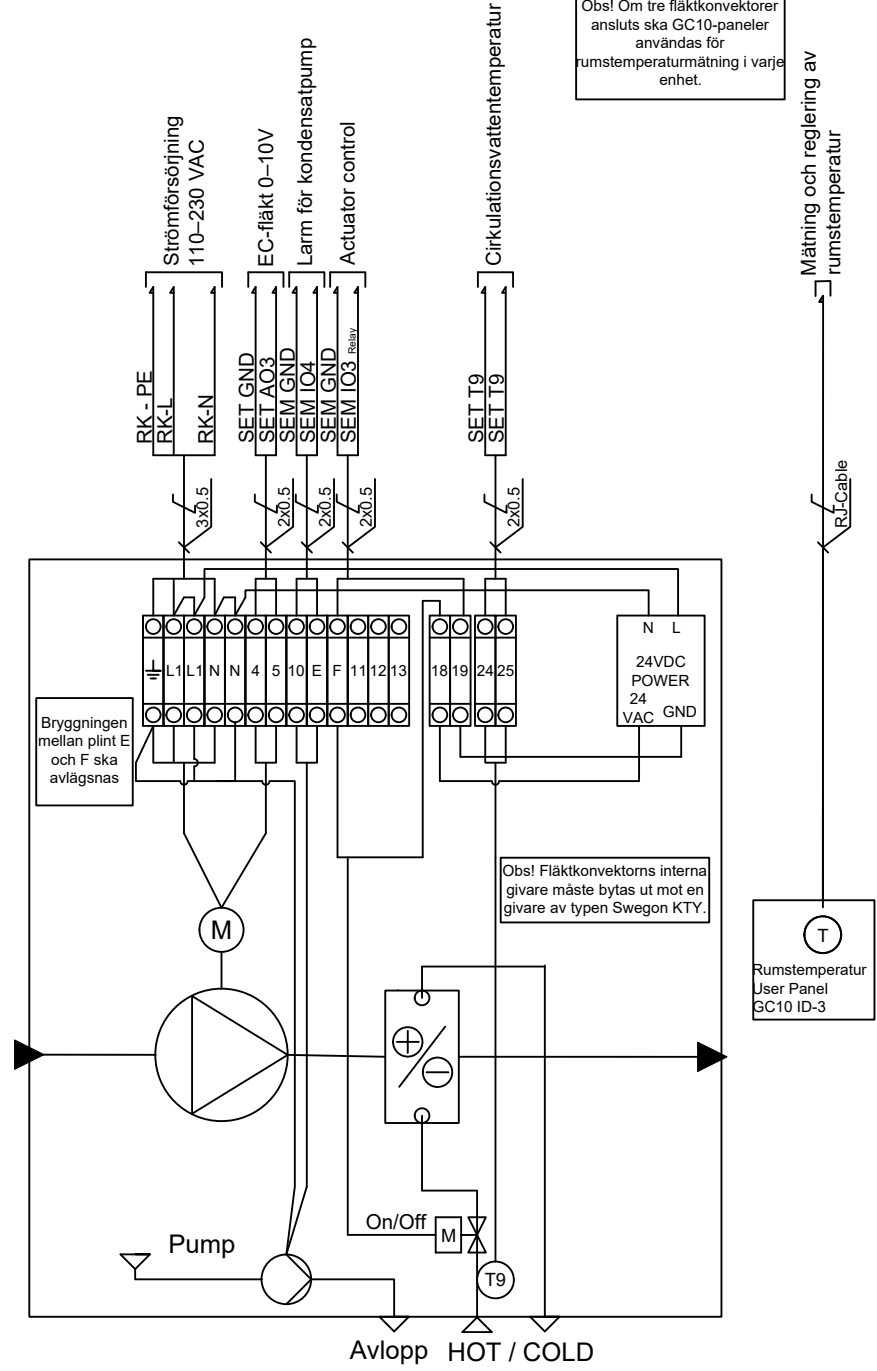 Obs! Om tre fläktkonvektorer
ansluts ska GC10-paneler
användas för
rumstemperaturmätning i varje
enhet.
Strömförsörjning
110–230 VAC
EC-fläkt 0–10V
Larm för kondensatpump
Actuator control
Cirkulationsvattentemperatur
Mätning och reglering av
rumstemperatur
RK - PE
RK-L
RK-N
SET GND
SET AO3
SEM GND
SEM IO4
SEM GND
SEM IO3 Relay
SET T9
SET T9
3x0.5
2x0.5
2x0.5
2x0.5
2x0.5
RJ-Cable
L1 L1 N N 4 5 10 E F 11 12 13
18 19
24 25
N L
24VDC
POWER
24
VAC
GND
Bryggningen
mellan plint E
och F ska
avlägsnas
Obs! Fläktkonvektorns interna
givare måste bytas ut mot en
givare av typen Swegon KTY.
M
T
Rumstemperatur
User Panel
GC10 ID-3
On/Off
M
Pump
T9
Avlopp
HOT / COLD